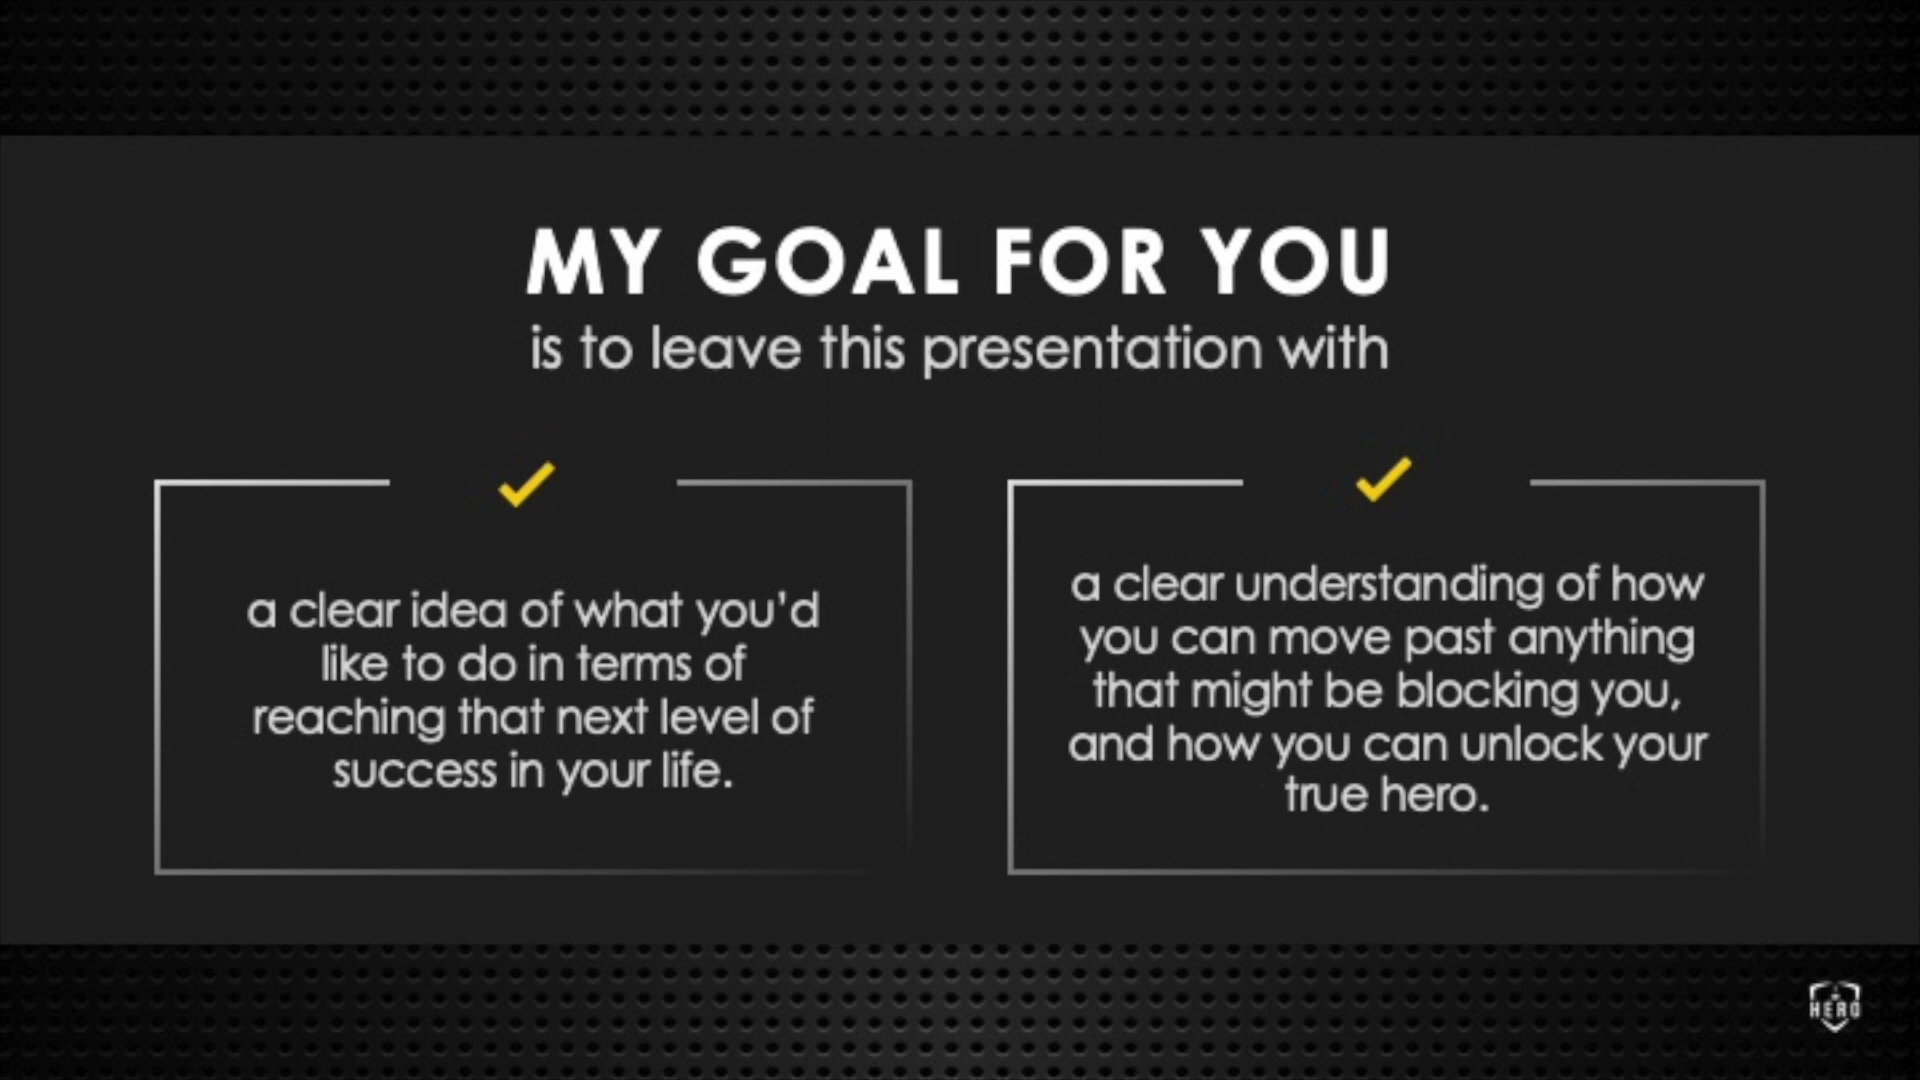 MY GOAL FOR YOU
is to leave this presentation with
a clear idea of what you'd
like to do in terms of
reaching that next level of
success in your life.
a clear understanding of how
you can move past anything
that might be blocking you,
and how you can unlock your
true hero.
HERO